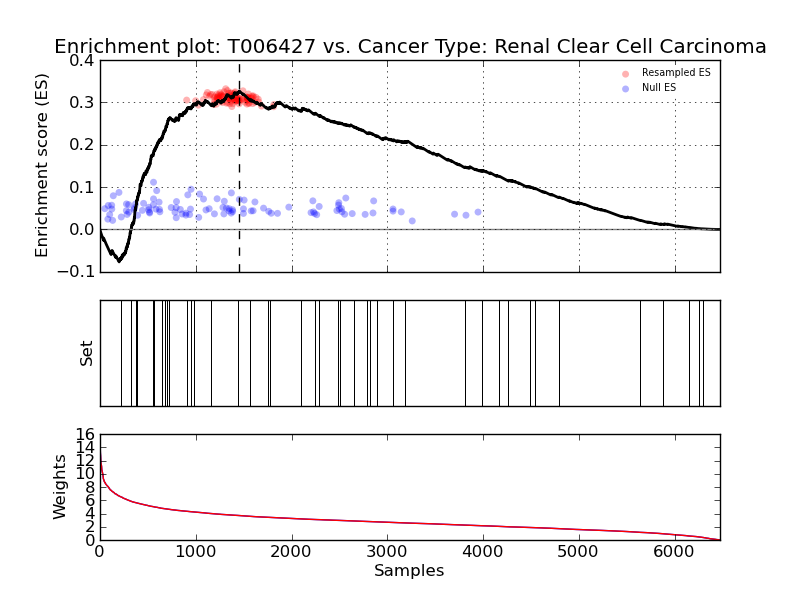 Enrichment plot: T006427 vs. Cancer Type: Renal Clear Cell Carcinoma
Enrichment score (ES)
0.4
0.3
0.2
0.1
0.0
−0.1
Resampled ES
Null ES
Set
Weights
16
14
12
10
8
6
4
2
0
0 1000 2000 3000 4000 5000 6000
Samples